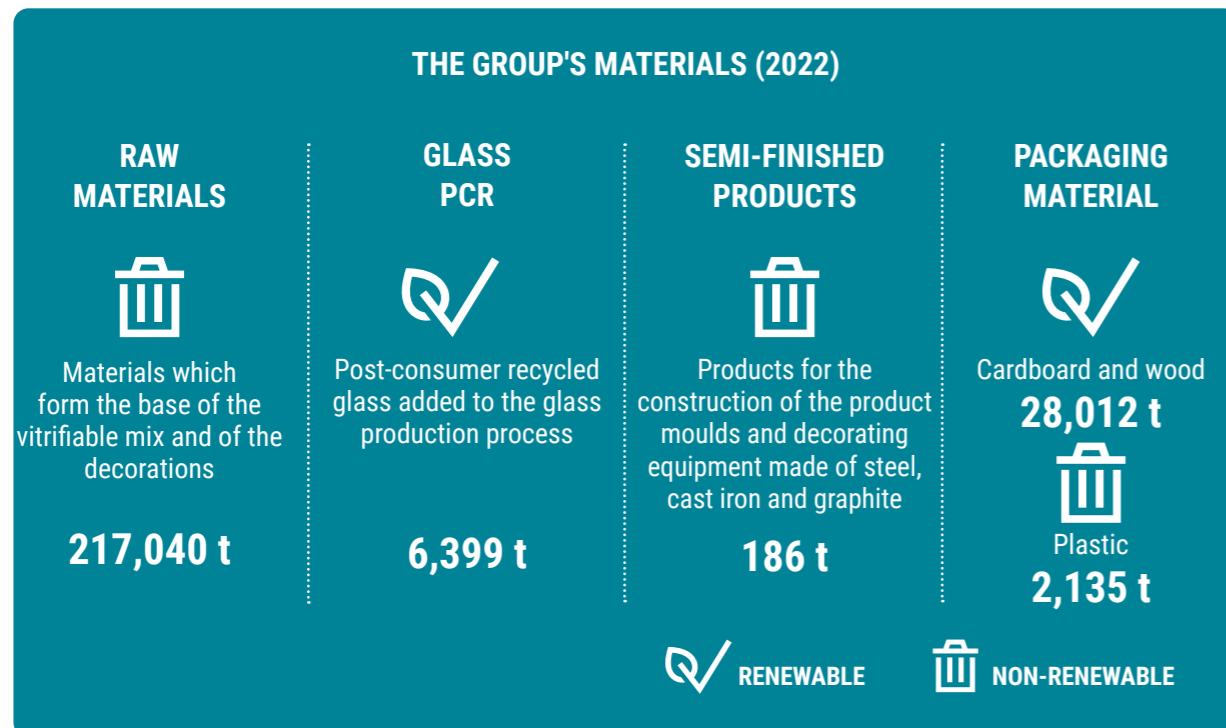 THE GROUP'S MATERIALS (2022)
RAW
MATERIALS
Materials which
form the base of the
vitrifiable mix and of the
decorations
217,040 t
GLASS
PCR
Post-consumer recycled
glass added to the glass
production process
6,399 t
SEMI-FINISHED
PRODUCTS
Products for the
construction of the product
moulds and decorating
equipment made of steel,
cast iron and graphite
186 t
PACKAGING
MATERIAL
Cardboard and wood
28,012 t
Plastic
2,135 t
RENEWABLE
NON-RENEWABLE